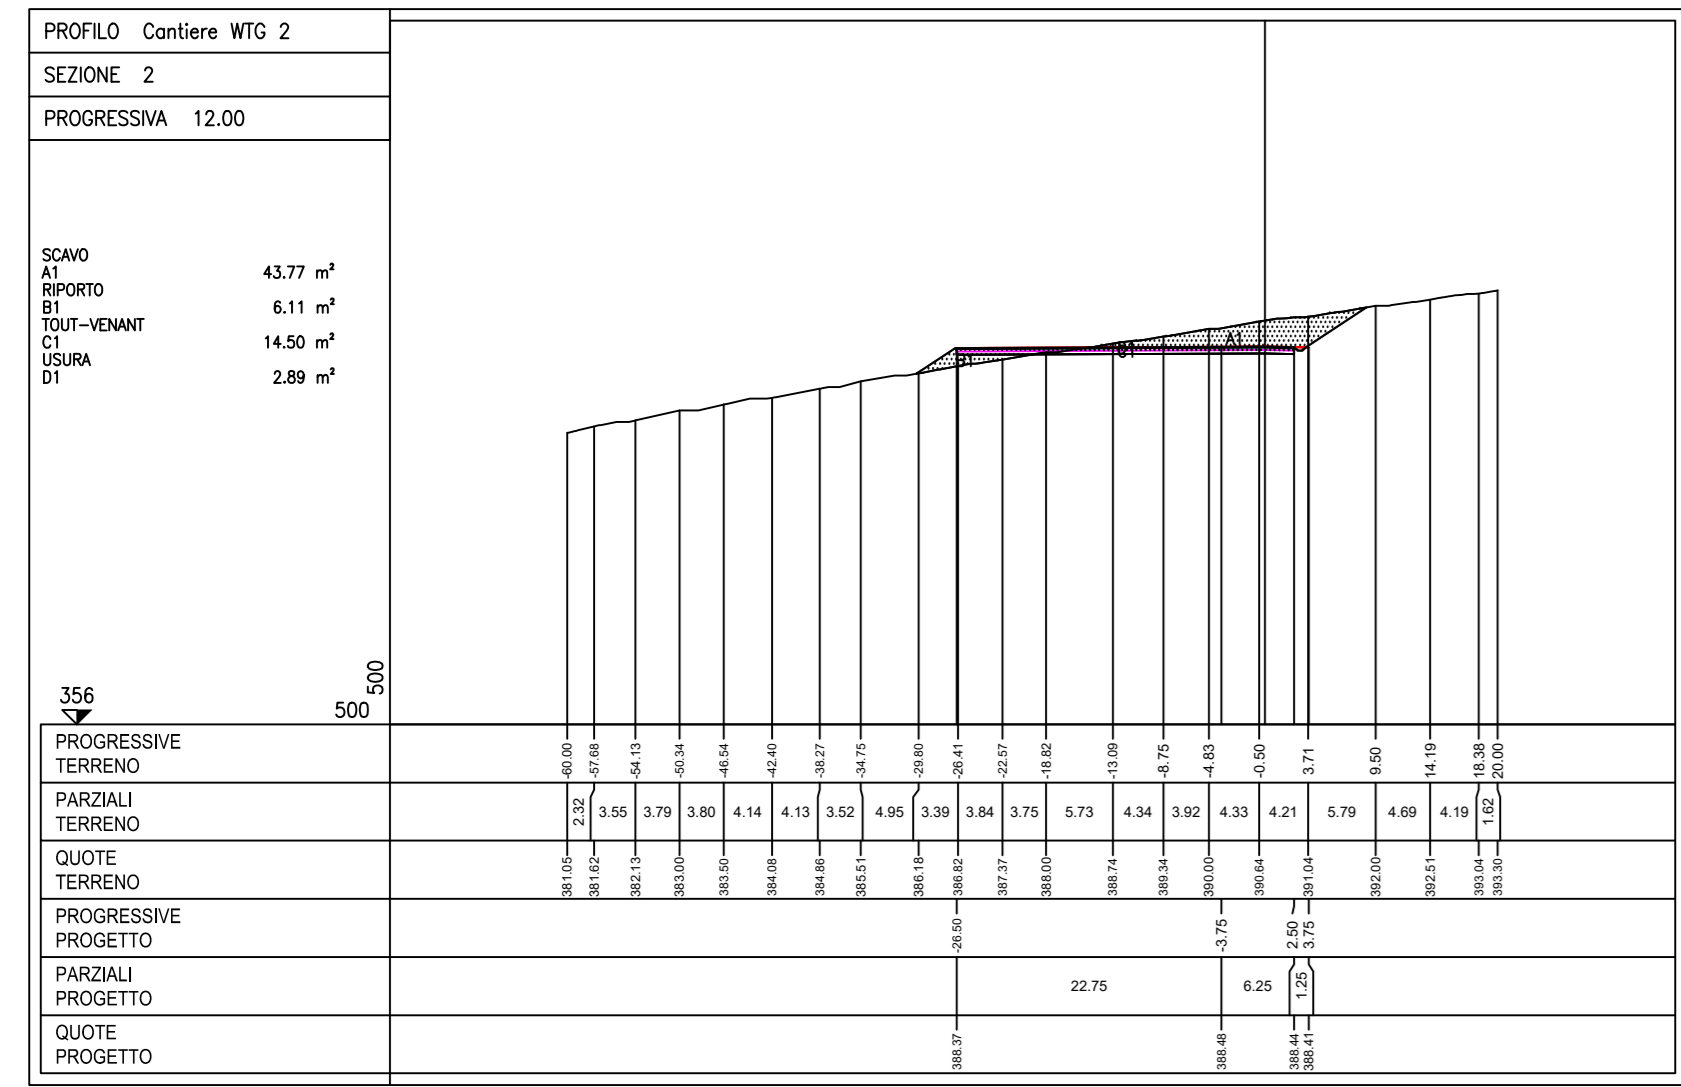 PROFILO Cantiere WTG 2
SEZIONE 2
PROGRESSIVA 12.00
SCAVO
A1 43.77 m²
RIPORTO
B1 6.11 m²
TOUT-VENANT
C1 14.50 m²
USURA
D1 2.89 m²
A1
B1
356
500
500
PROGRESSIVE TERRENO
-60.00 -57.68 -54.13 -50.34 -46.54 -42.40 -38.27 -34.75 -29.80 -26.41 -22.57 -18.82 -13.09 -8.75 -4.83 -0.50 3.71 9.50 14.19 18.38 20.00
PARZIALI TERRENO
2.32 3.55 3.79 3.80 4.14 4.13 3.52 4.95 3.39 3.84 3.75 5.73 4.34 3.92 4.33 4.21 5.79 4.69 4.19 1.62
QUOTE TERRENO
381.05 381.62 382.13 383.00 383.50 384.08 384.86 385.51 386.18 386.82 387.37 388.00 388.74 389.34 390.00 390.64 391.04 392.00 392.51 393.04 393.30
PROGRESSIVE PROGETTO
-26.50 -3.75 2.50 3.75
PARZIALI PROGETTO
22.75 6.25 1.25
QUOTE PROGETTO
388.37 388.48 388.44 388.41